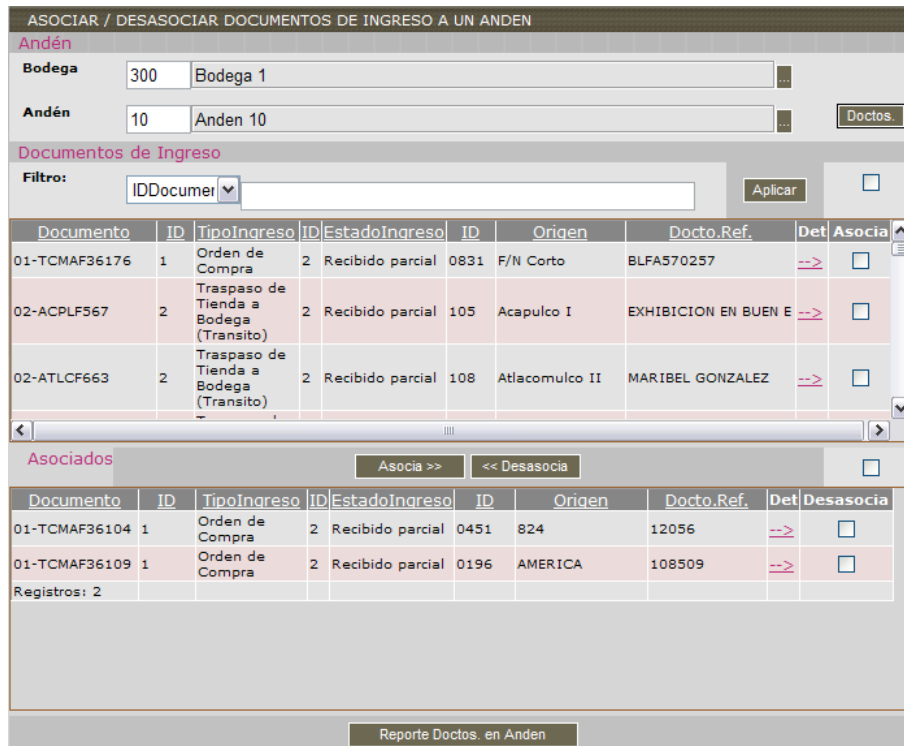 ASOCIAR / DESASOCIAR DOCUMENTOS DE INGRESO A UN ANDEN
Andén
Bodega 300 Bodega 1 ...
Andén 10 Anden 10 ... Doctos.
Documentos de Ingreso
Filtro: IDDocumer Aplicar
Documento ID TipoIngreso ID EstadoIngreso ID Origen Docto.Ref. Det Asocia
01-TCMAF36176 1 Orden de Compra 2 Recibido parcial 0831 F/N Corto BLFA570257 -->
02-ACPLF567 2 Traspaso de Tienda a Bodega (Transito) 2 Recibido parcial 105 Acapulco I EXHIBICION EN BUEN E -->
02-ATLCF663 2 Traspaso de Tienda a Bodega (Transito) 2 Recibido parcial 108 Atlacomulco II MARIBEL GONZALEZ -->
Asociados Asocia >> << Desasocia
Documento ID TipoIngreso ID EstadoIngreso ID Origen Docto.Ref. Det Desasocia
01-TCMAF36104 1 Orden de Compra 2 Recibido parcial 0451 824 12056 -->
01-TCMAF36109 1 Orden de Compra 2 Recibido parcial 0196 AMERICA 108509 -->
Registros: 2
Reporte Doctos. en Anden